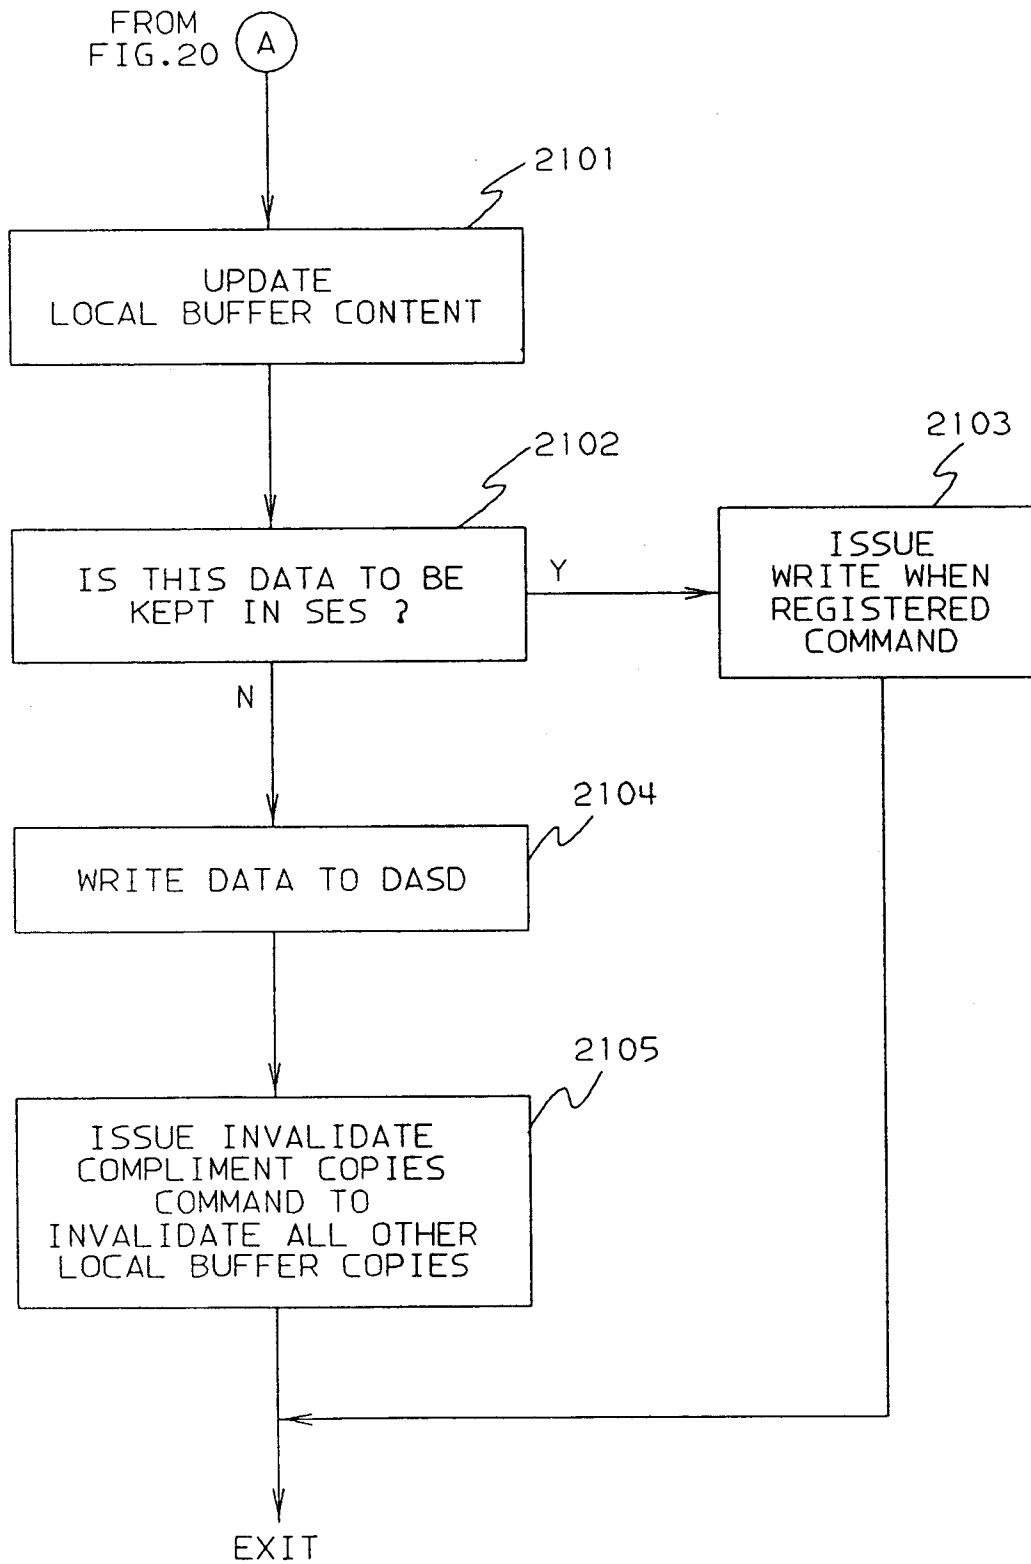 FROM
FIG.20
A
2101
UPDATE
LOCAL BUFFER CONTENT
2102
IS THIS DATA TO BE
KEPT IN SES ?
Y
N
2103
ISSUE
WRITE WHEN
REGISTERED
COMMAND
2104
WRITE DATA TO DASD
2105
ISSUE INVALIDATE
COMPLIMENT COPIES
COMMAND TO
INVALIDATE ALL OTHER
LOCAL BUFFER COPIES
EXIT